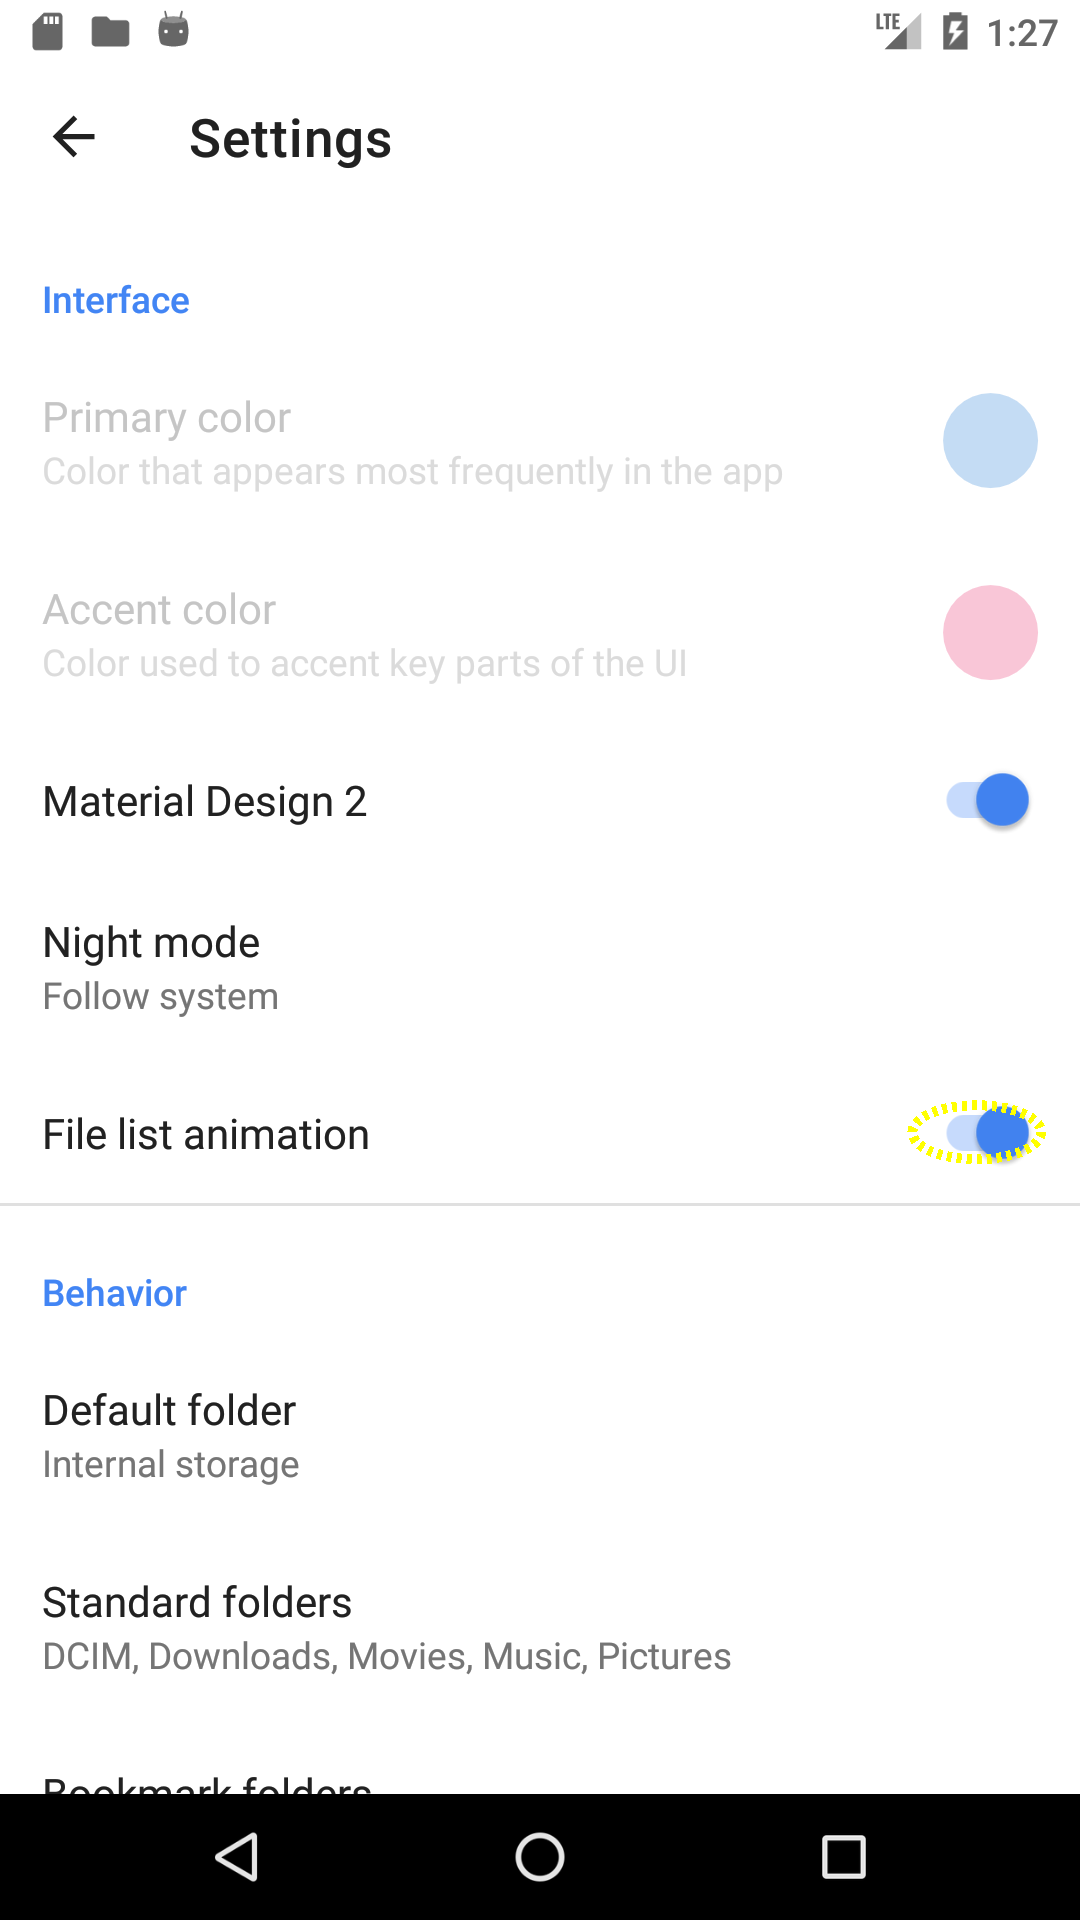 LTE 1:27
Settings
Interface
Primary color
Color that appears most frequently in the app
Accent color
Color used to accent key parts of the UI
Material Design 2
Night mode
Follow system
File list animation
Behavior
Default folder
Internal storage
Standard folders
DCIM, Downloads, Movies, Music, Pictures
Bookmark folders